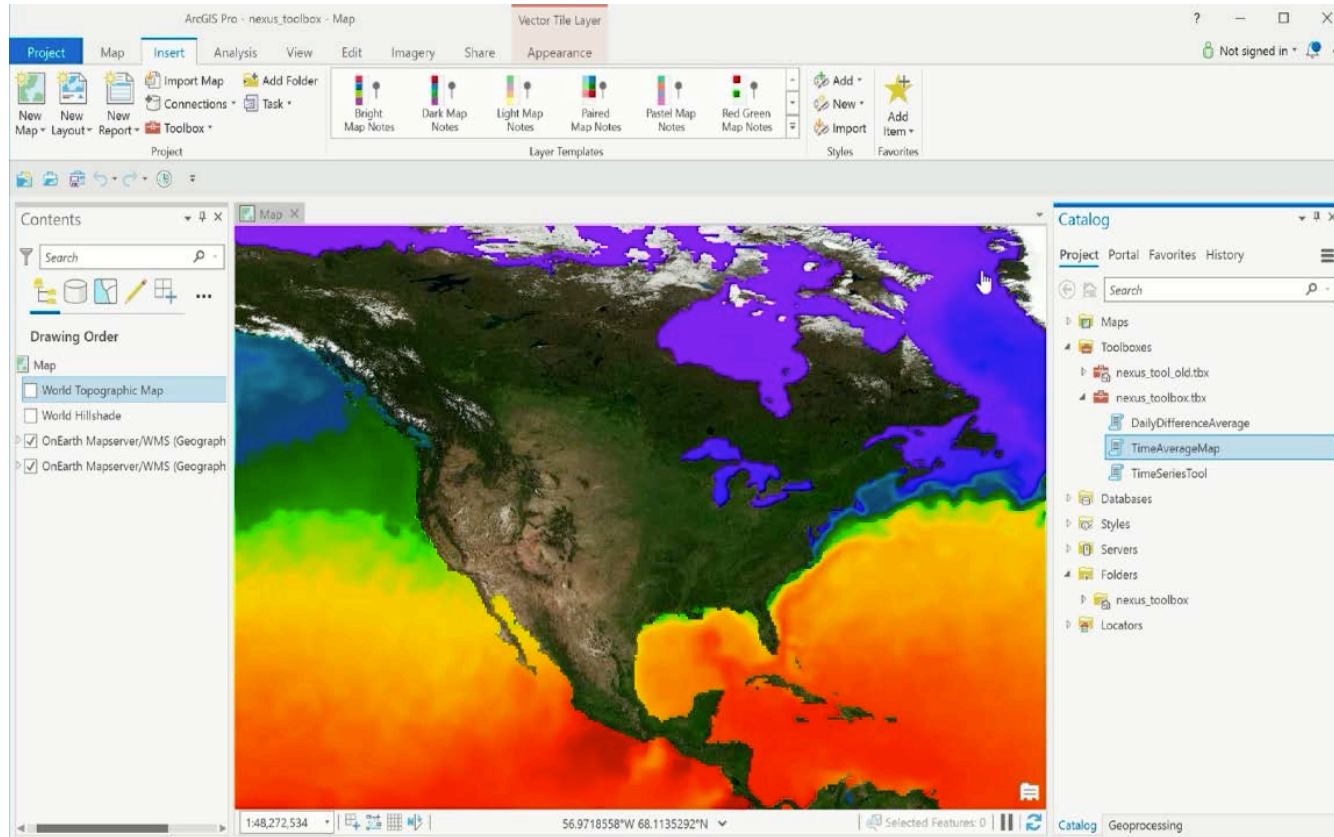 ArcGIS Pro - nexus_toolbox - Map
Vector Tile Layer
?
Project Map Insert Analysis View Edit Imagery Share Appearance
Not signed in
New Map
New Layout
New Report
Import Map
Connections
Toolbox
Add Folder
Task
Project
Bright Map Notes
Dark Map Notes
Light Map Notes
Paired Map Notes
Pastel Map Notes
Red Green Map Notes
Layer Templates
Add
New
Import
Styles
Add Item
Favorites
Contents
Search
Drawing Order
Map
World Topographic Map
World Hillshade
OnEarth Mapserver/WMS (Geograph
OnEarth Mapserver/WMS (Geograph
Map
1:48,272,534
56.9718558°W 68.1135292°N
Selected Features: 0
Catalog
Project Portal Favorites History
Search
Maps
Toolboxes
nexus_tool_old.tbx
nexus_toolbox.tbx
DailyDifferenceAverage
TimeAverageMap
TimeSeriesTool
Databases
Styles
Servers
Folders
nexus_toolbox
Locators
Catalog Geoprocessing